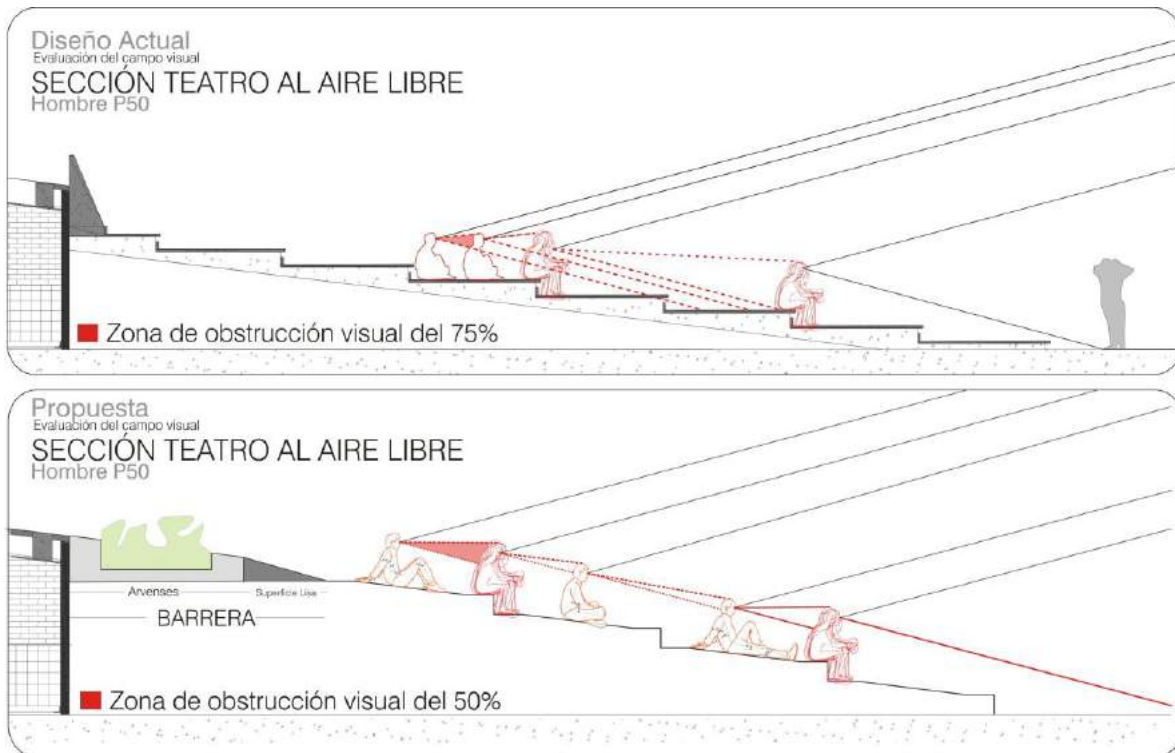 Diseño Actual
Evaluación del campo visual
SECCIÓN TEATRO AL AIRE LIBRE
Hombre P50
Zona de obstrucción visual del 75%
Propuesta
Evaluación del campo visual
SECCIÓN TEATRO AL AIRE LIBRE
Hombre P50
Arvenses
Superficie Lisa
BARRERA
Zona de obstrucción visual del 50%